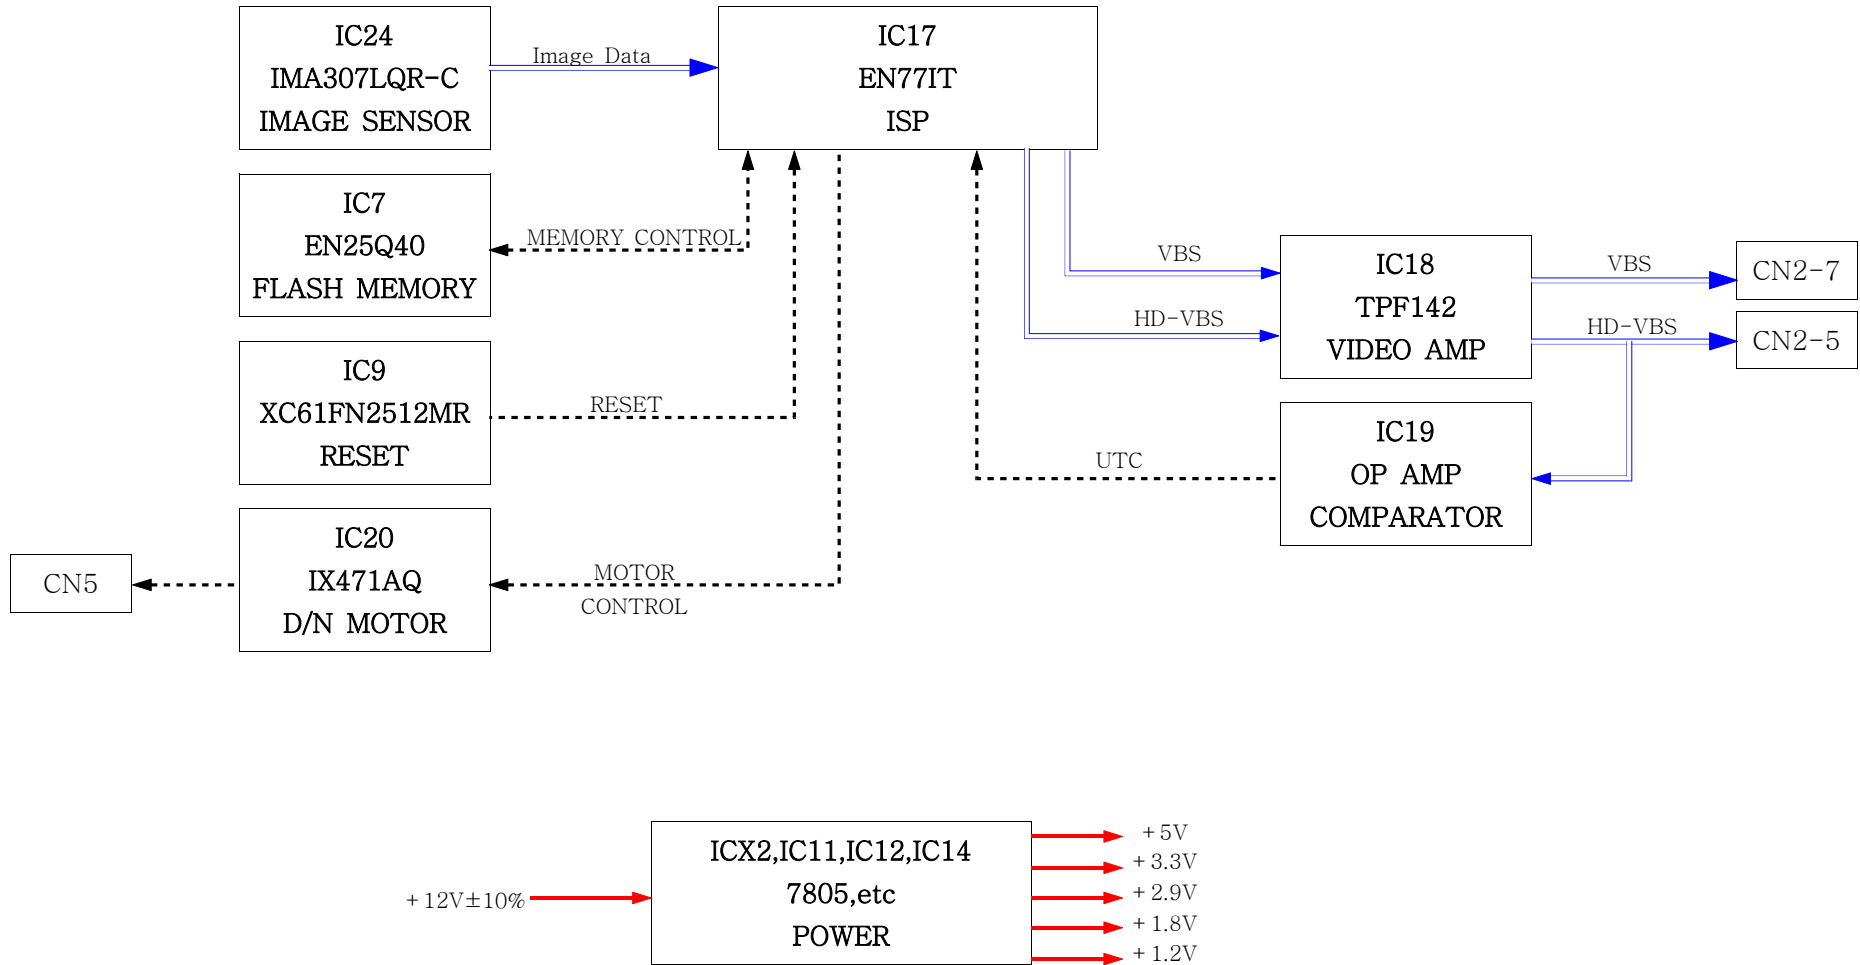 IC24
IMA307LQR-C
IMAGE SENSOR
Image Data
IC17
EN77IT
ISP
IC7
EN25Q40
FLASH MEMORY
MEMORY CONTROL
IC9
XC61FN2512MR
RESET
RESET
IC20
IX471AQ
D/N MOTOR
MOTOR
CONTROL
CN5
VBS
HD-VBS
IC18
TPF142
VIDEO AMP
VBS
HD-VBS
CN2-7
CN2-5
IC19
OP AMP
COMPARATOR
UTC
+12V±10%
ICX2,IC11,IC12,IC14
7805,etc
POWER
+5V
+3.3V
+2.9V
+1.8V
+1.2V